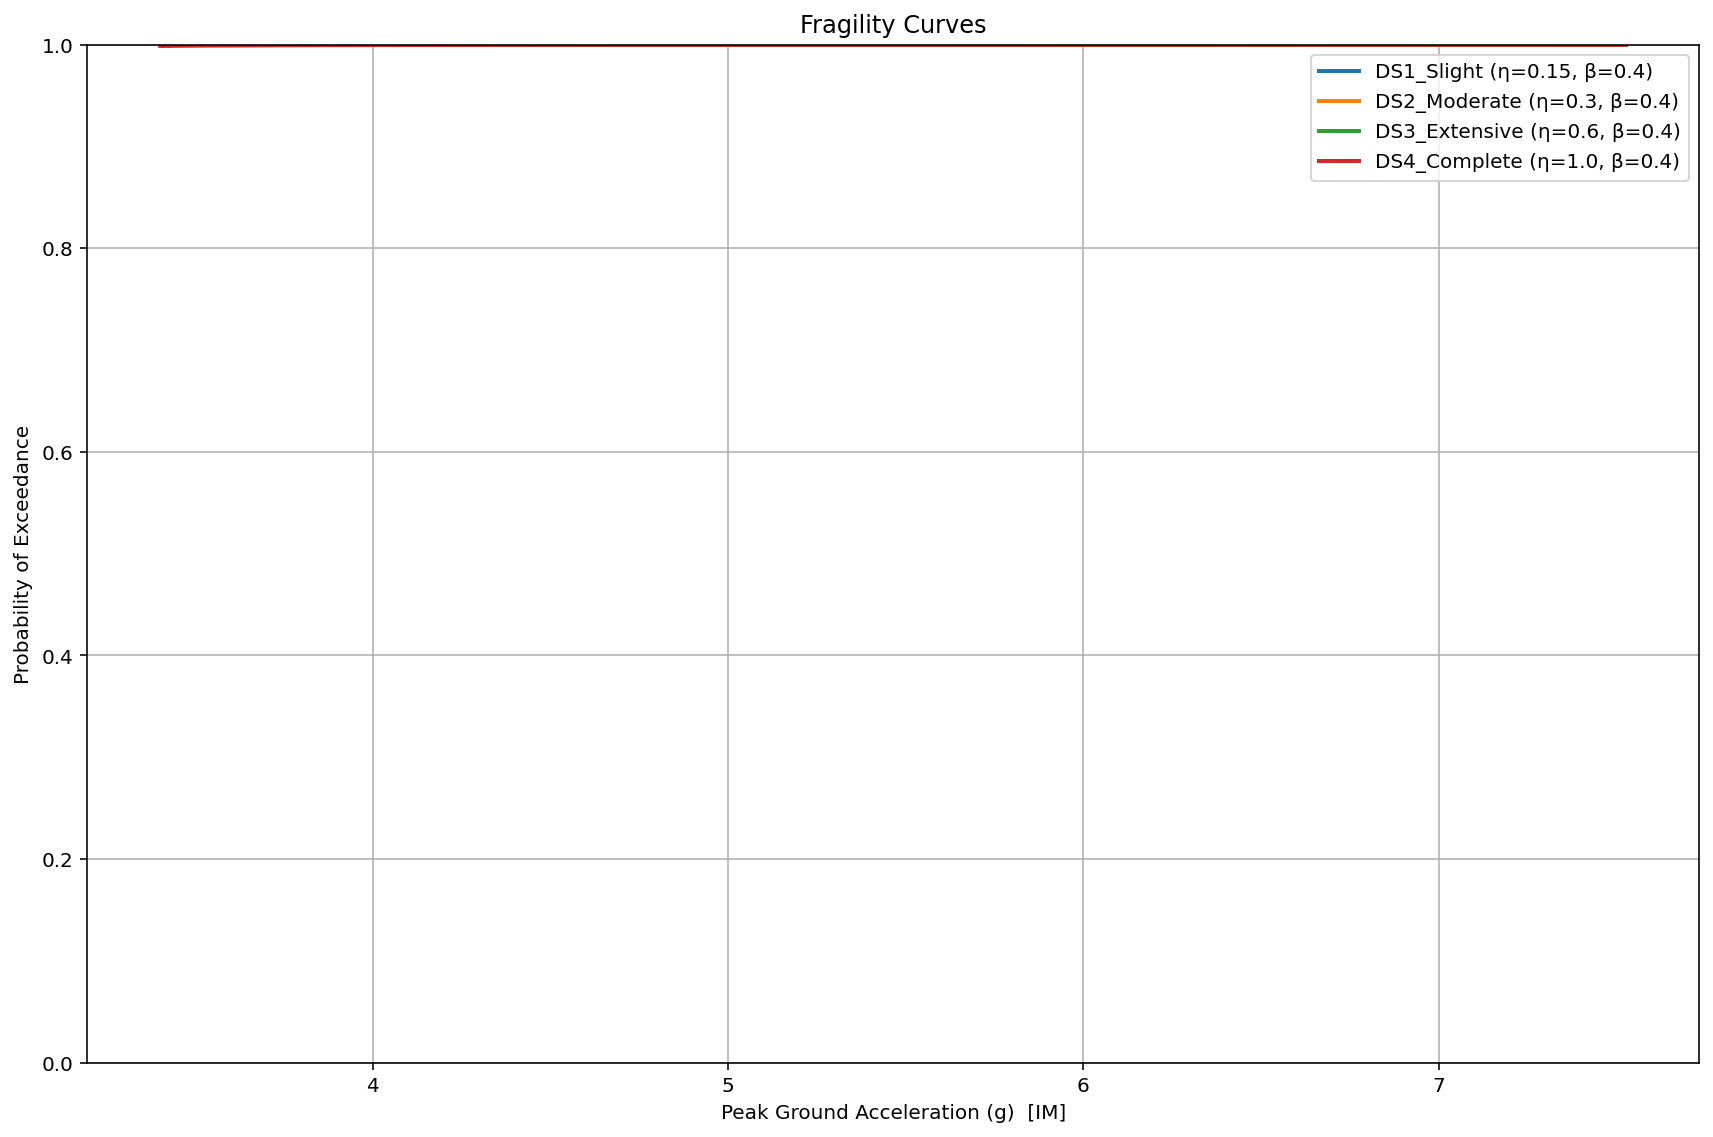 Fragility Curves
1.0
0.8
0.6
0.4
0.2
0.0
Probability of Exceedance
DS1_Slight (η=0.15, β=0.4)
DS2_Moderate (η=0.3, β=0.4)
DS3_Extensive (η=0.6, β=0.4)
DS4_Complete (η=1.0, β=0.4)
4 5 6 7
Peak Ground Acceleration (g)  [IM]